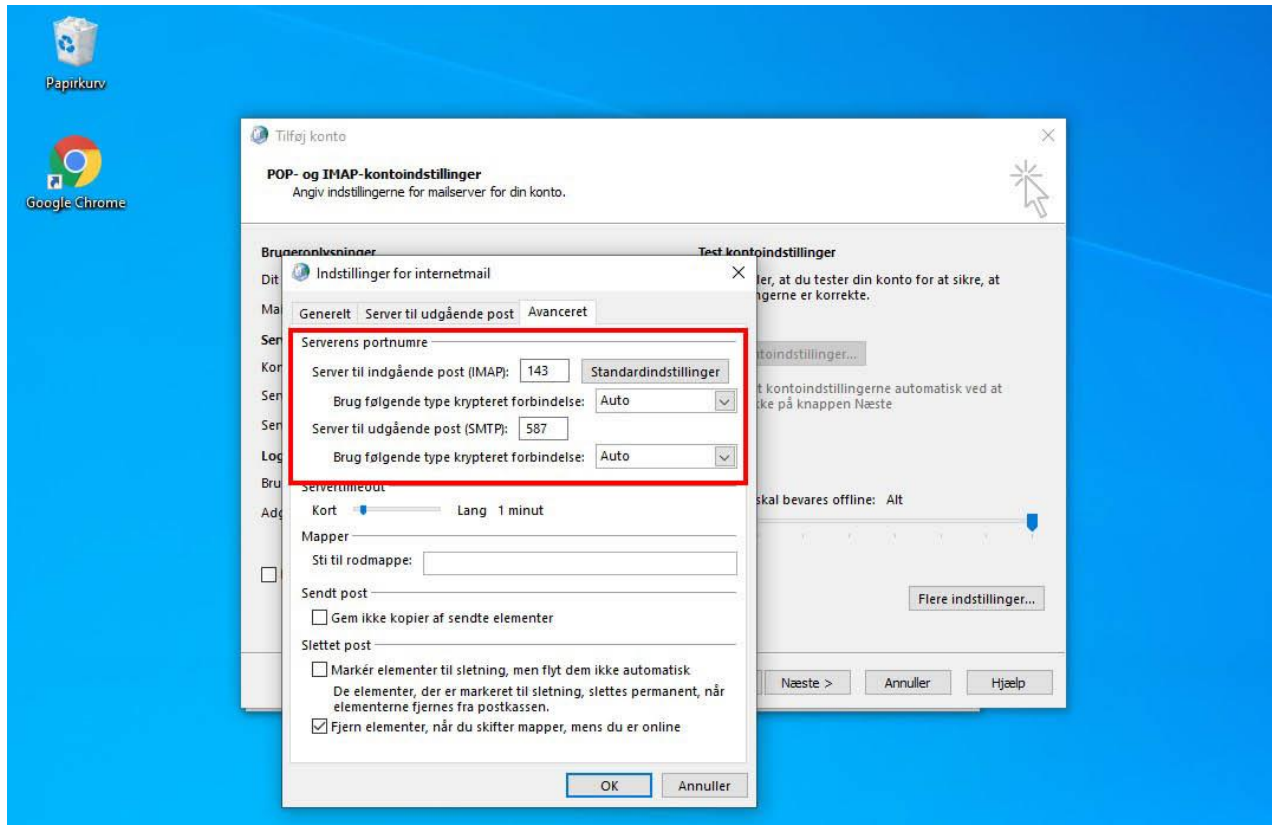 Papirkurv
Google Chrome
Tilføj konto
POP- og IMAP-kontoindstillinger
Angiv indstillingerne for mailserver for din konto.
Brugeroplysninger
Test kontoindstillinger
Dit
at du tester din konto for at sikre, at
er korrekte.
Indstillinger for internetmail
Generelt Server til udgående post Avanceret
Serverens portnumre
Server til indgående post (IMAP): 143 Standardindstillinger
Brug følgende type krypteret forbindelse: Auto
kontoindstillingerne automatisk ved at
på knappen Næste
Server til udgående post (SMTP): 587
Brug følgende type krypteret forbindelse: Auto
Servertimeout
Kort Lang 1 minut
skal bevares offline: Alt
Mapper
Sti til rodmappe:
Sendt post
Gem ikke kopier af sendte elementer
Flere indstillinger...
Slettet post
Markér elementer til sletning, men flyt dem ikke automatisk
De elementer, der er markeret til sletning, slettes permanent, når
elementerne fjernes fra postkassen.
Fjern elementer, når du skifter mapper, mens du er online
Næste > Annuller Hjælp
OK Annuller